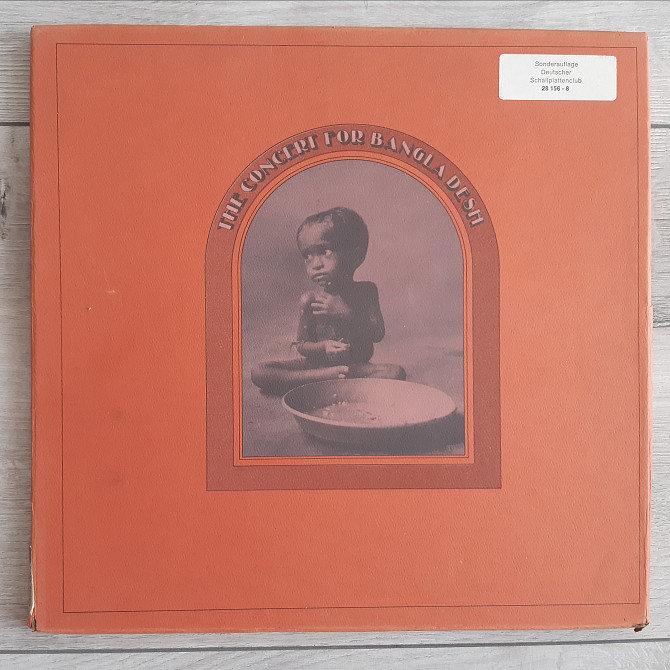 Sonderauflage
Deutscher
Schallplattenclub
28 156 - 8
THE CONCERT FOR BANGLA DESH